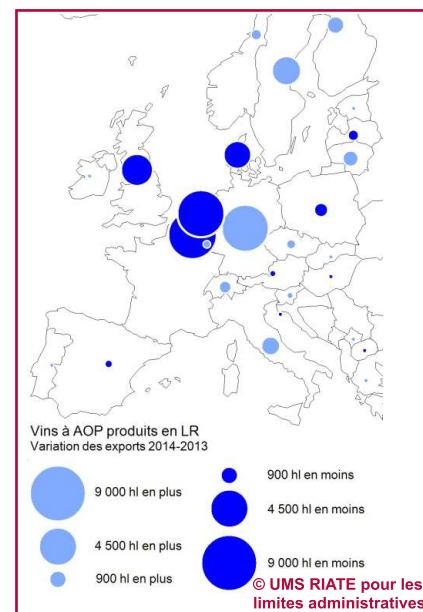 Vins à AOP produits en LR
Variation des exports 2014-2013
9 000 hl en plus
4 500 hl en plus
900 hl en plus
900 hl en moins
4 500 hl en moins
9 000 hl en moins
© UMS RIATE pour les
limites administratives